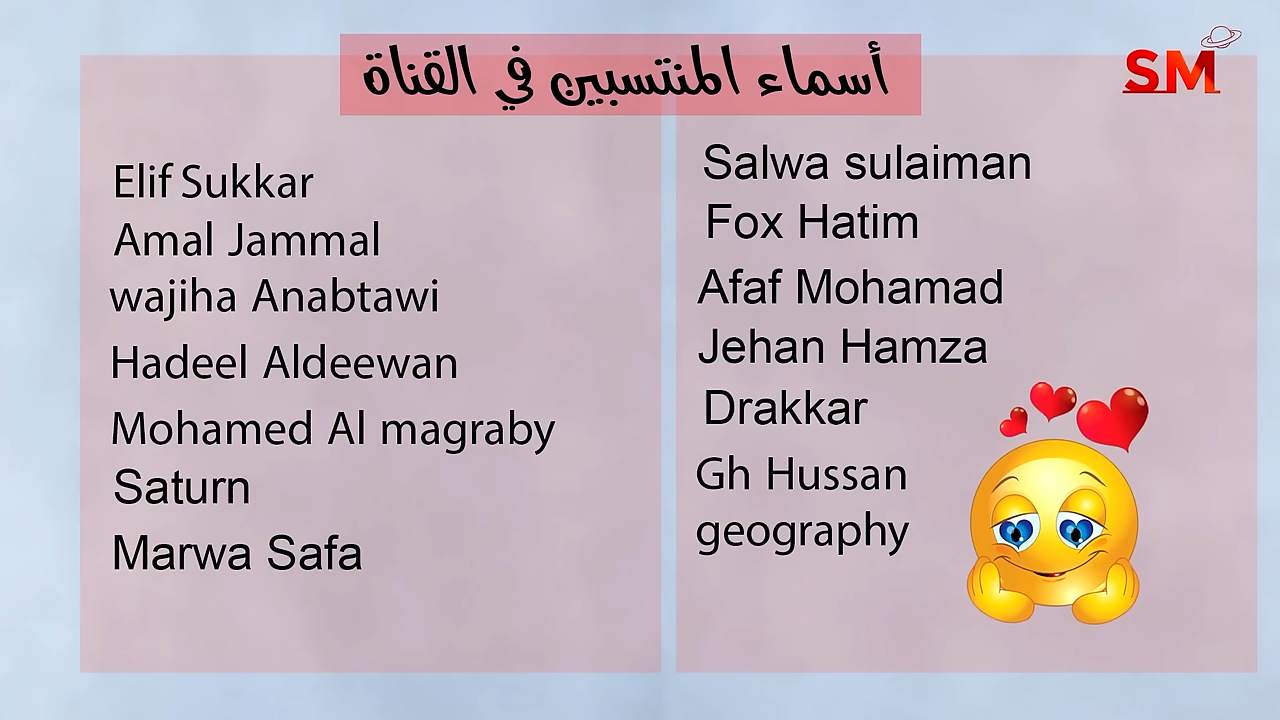 أسماء المنتسبين في القناة
SM
Elif Sukkar
Amal Jammal
wajiha Anabtawi
Hadeel Aldeewan
Mohamed Al magraby
Saturn
Marwa Safa
Salwa sulaiman
Fox Hatim
Afaf Mohamad
Jehan Hamza
Drakkar
Gh Hussan
geography